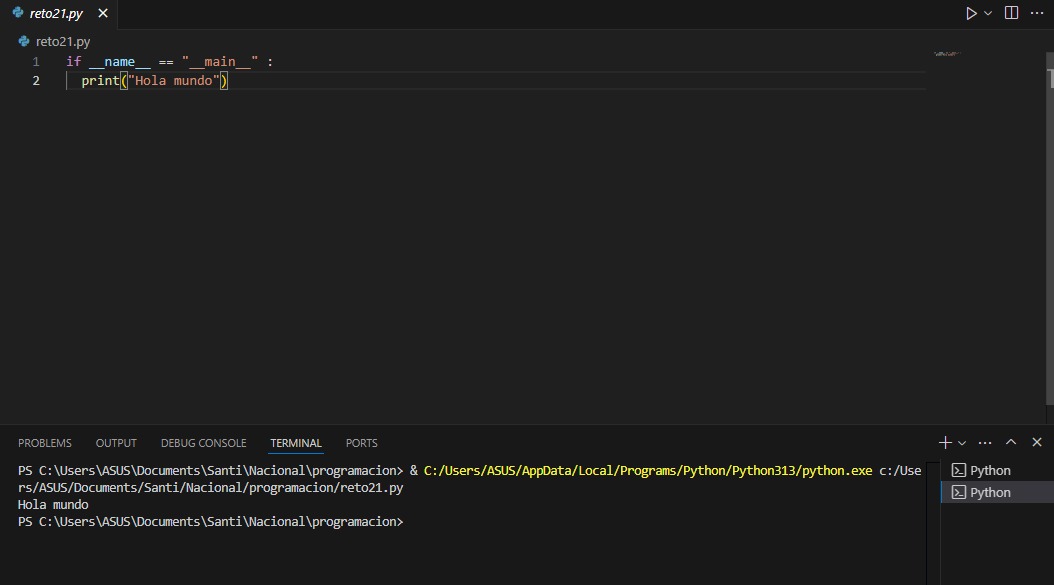 reto21.py
reto21.py
1 if __name__ == "__main__" :
2 print("Hola mundo")
PROBLEMS OUTPUT DEBUG CONSOLE TERMINAL PORTS
PS C:\Users\ASUS\Documents\Santi\Nacional\programacion> & C:/Users/ASUS/AppData/Local/Programs/Python/Python313/python.exe c:/Use
rs/ASUS/Documents/Santi/Nacional/programacion/reto21.py
Hola mundo
PS C:\Users\ASUS\Documents\Santi\Nacional\programacion>
Python
Python